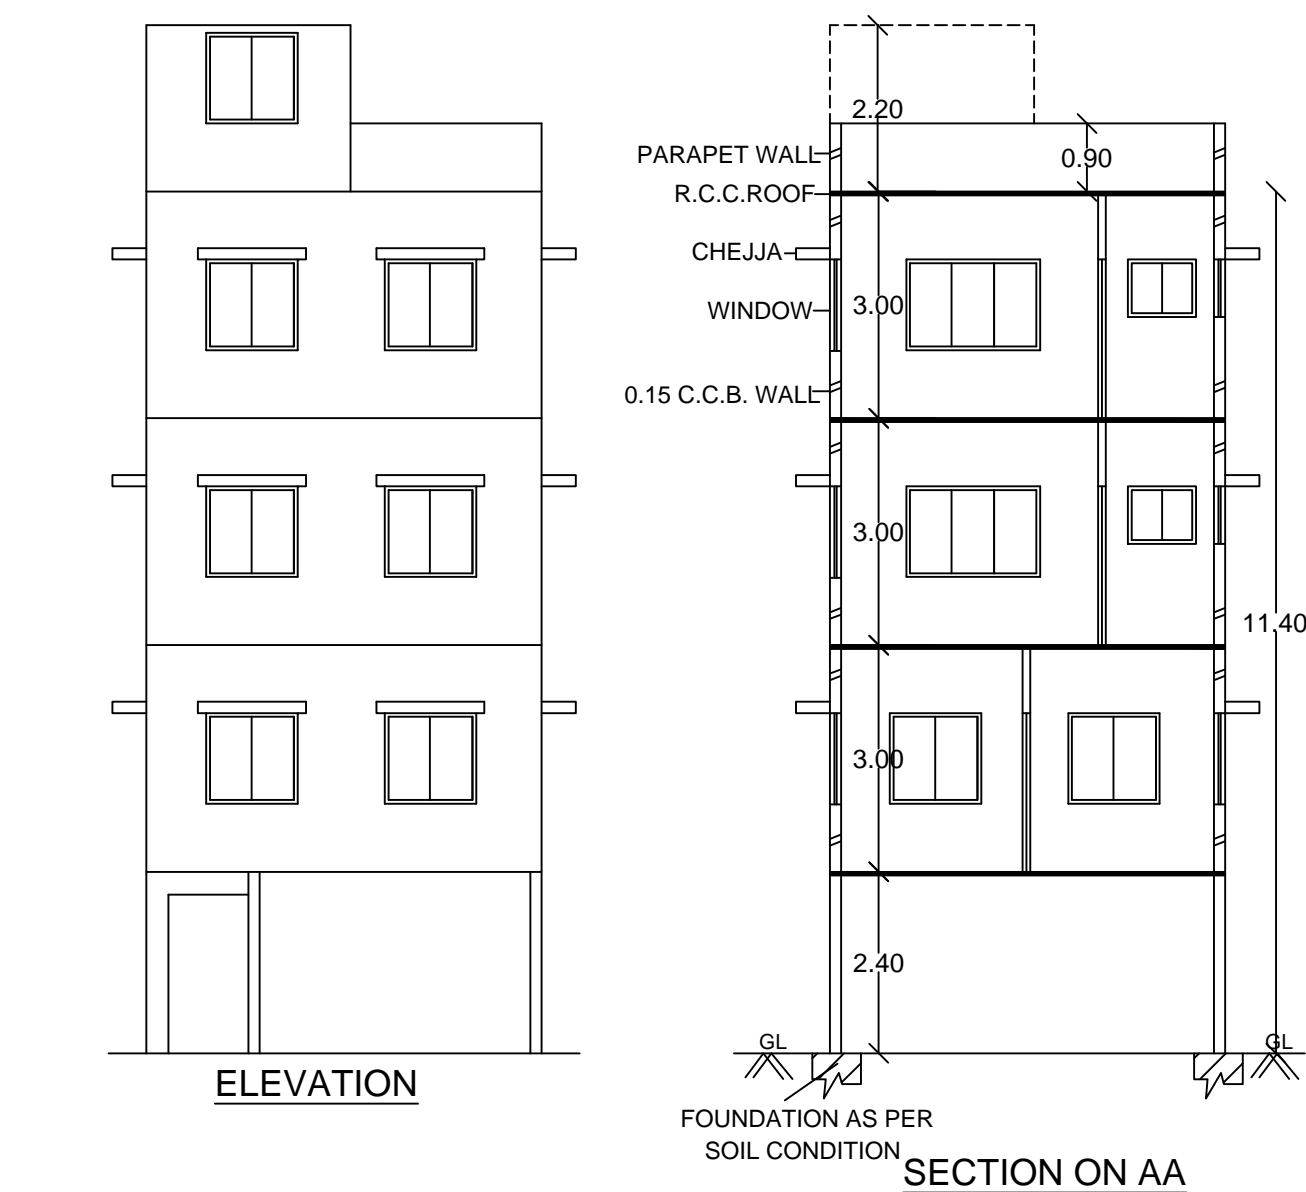 2.20
PARAPET WALL
0.90
R.C.C.ROOF
CHEJJA
WINDOW
3.00
0.15 C.C.B. WALL
3.00
11.40
3.00
2.40
GL
GL
ELEVATION
FOUNDATION AS PER
SOIL CONDITION
SECTION ON AA